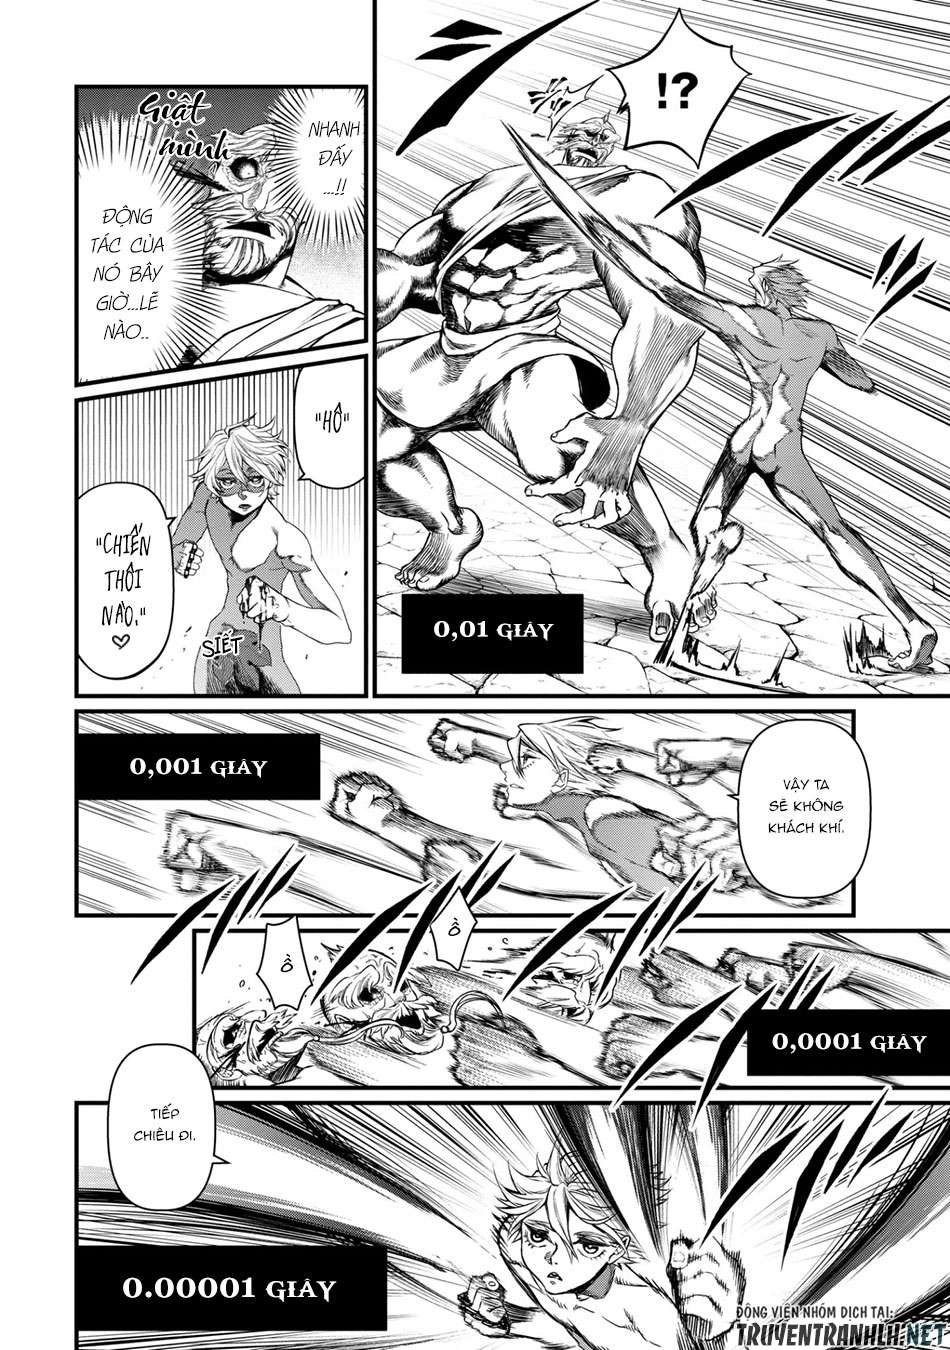 !?
0,01 GIÂY
NHANH
ĐẤY
...!!
Giật
mình
ĐỘNG
TÁC CỦA
NÓ BÂY
GIỜ...LẼ
NÀO..
"HÔ"
"CHIẾN
THÔI
NÀO."
♡
SIẾT
0,001 GIÂY
VẬY TA
SẼ KHÔNG
KHÁCH KHÍ.
Ồ
Ồ
0,0001 GIÂY
TIẾP
CHIÊU ĐI.
0.00001 GIÂY
ĐỘNG VIÊN NHÓM DỊCH TẠI:
TRUYENTRANHLH.NET